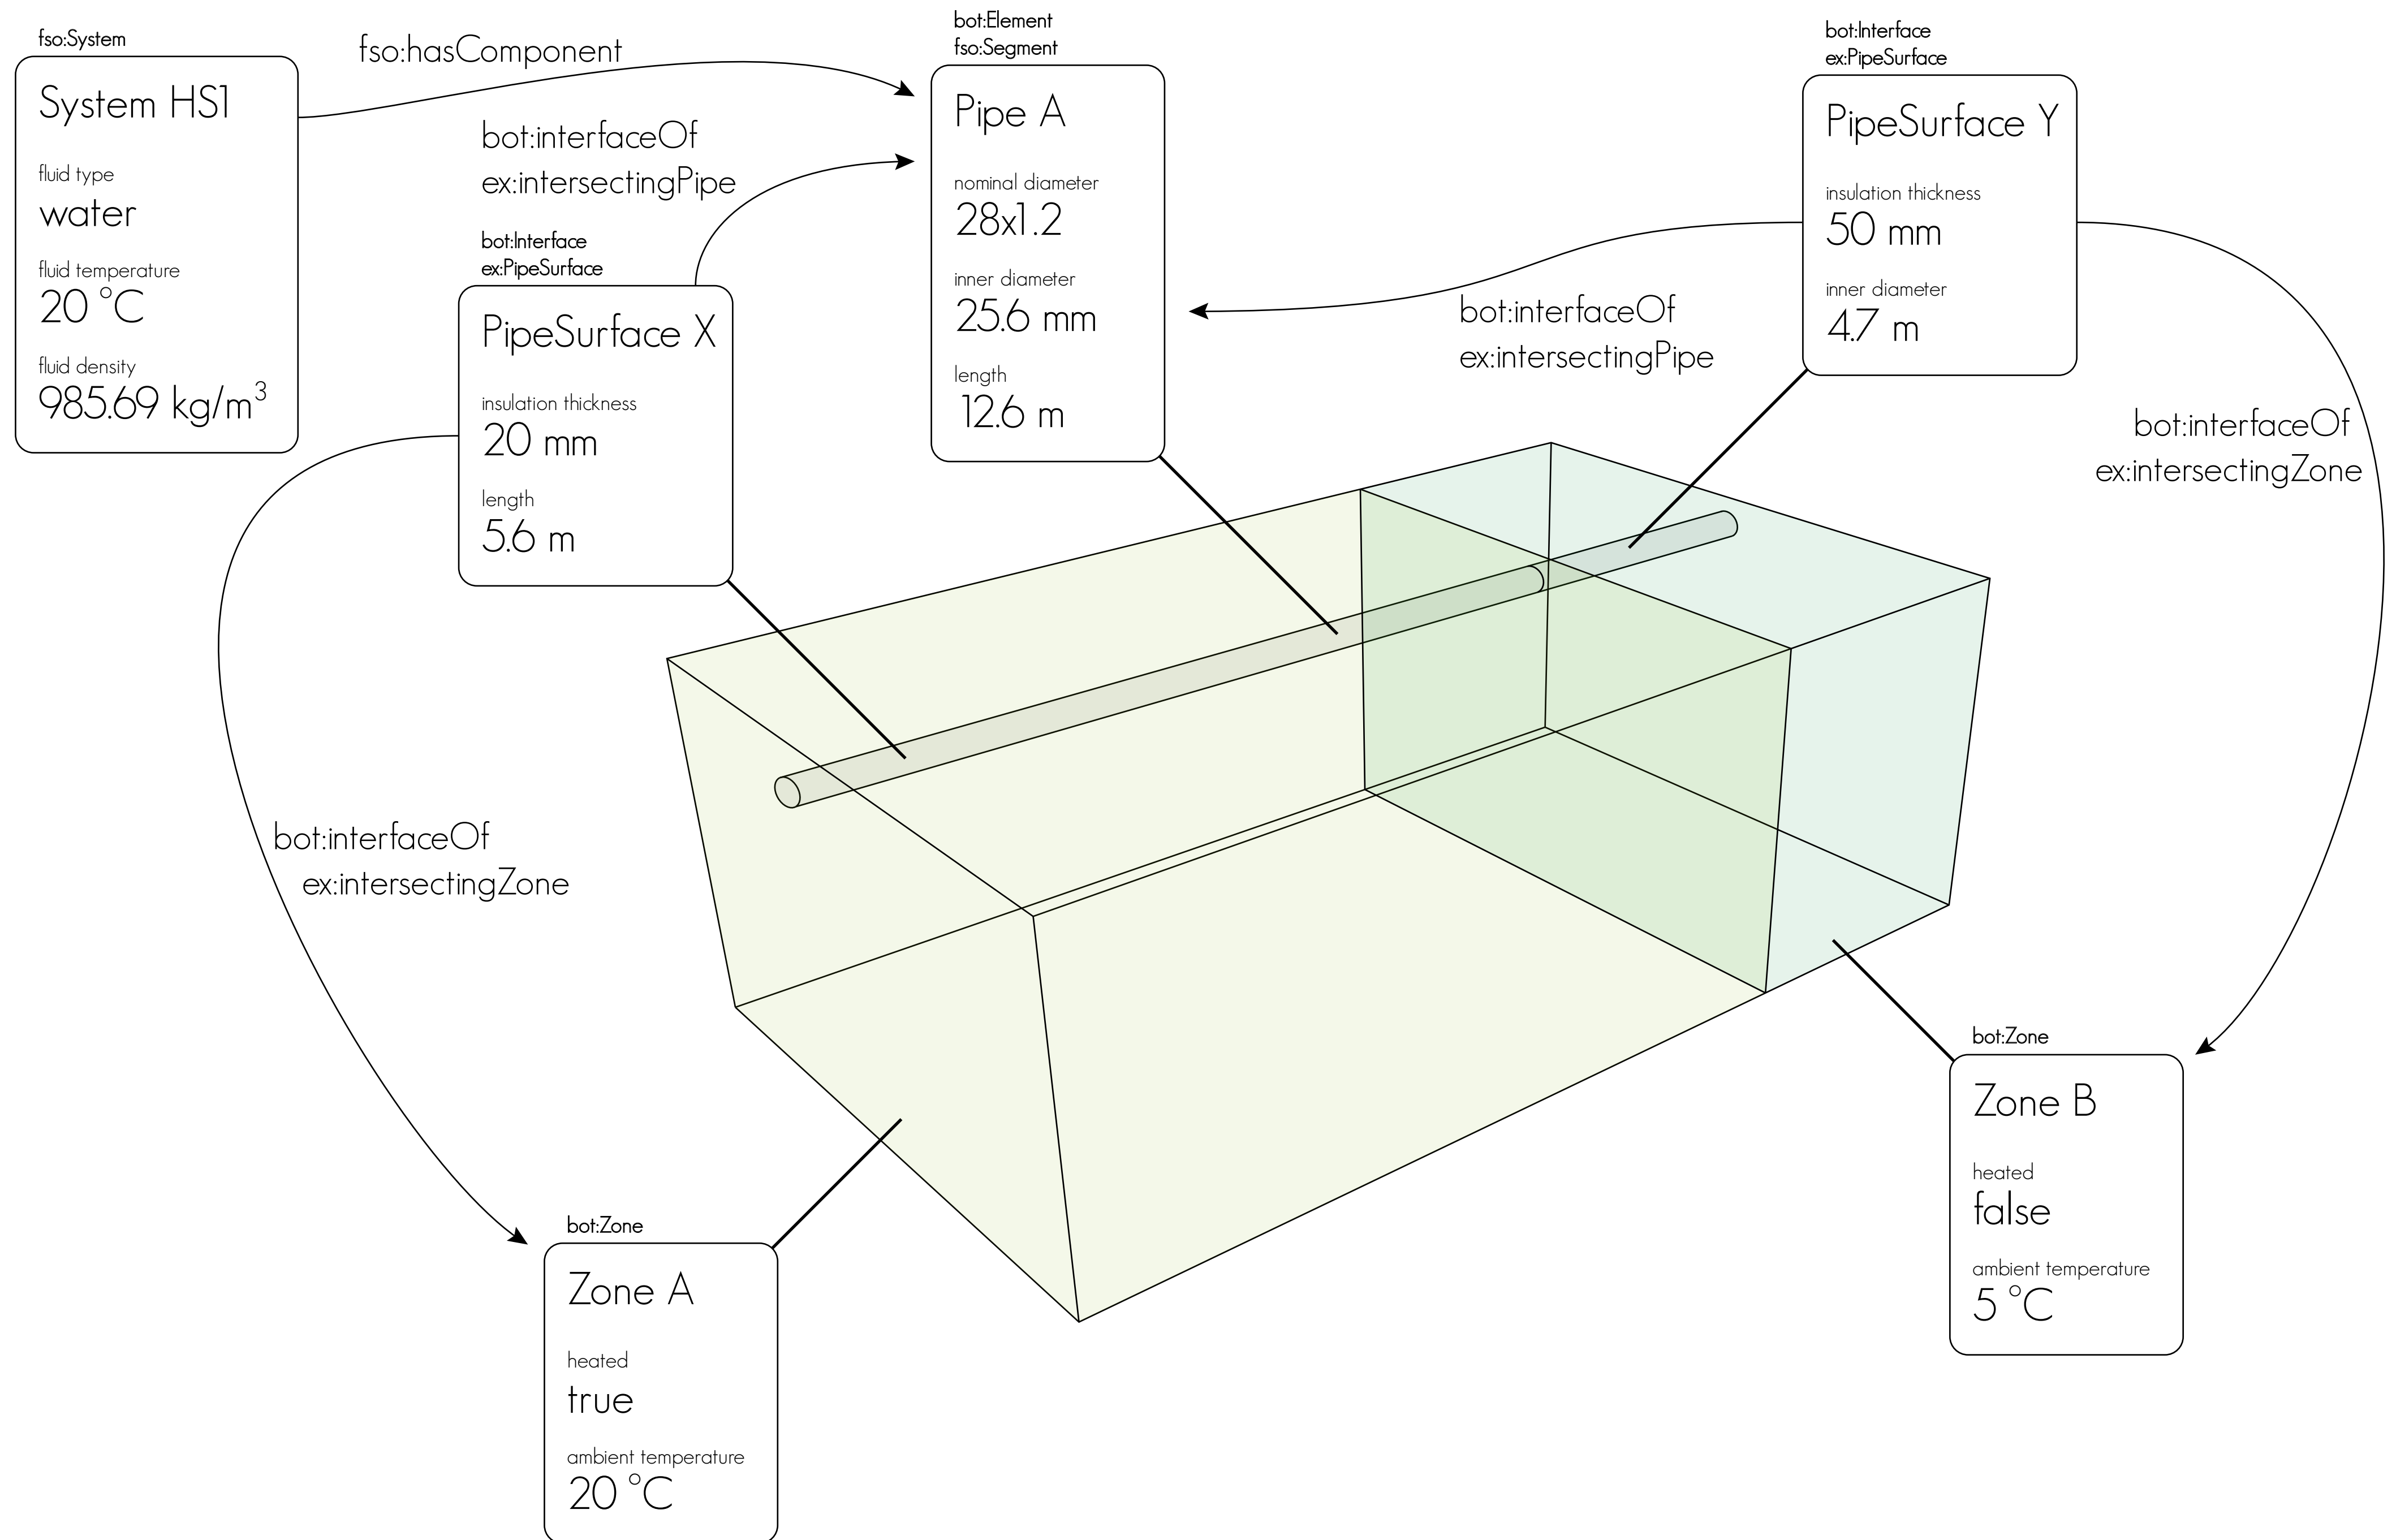 fso:System
System HS1
fluid type
water
fluid temperature
20 °C
fluid density
985.69 kg/m³
fso:hasComponent
bot:interfaceOf
ex:intersectingPipe
bot:Interface
ex:PipeSurface
PipeSurface X
insulation thickness
20 mm
length
5.6 m
bot:Element
fso:Segment
Pipe A
nominal diameter
28x1.2
inner diameter
25.6 mm
length
12.6 m
bot:interfaceOf
ex:intersectingPipe
bot:Interface
ex:PipeSurface
PipeSurface Y
insulation thickness
50 mm
inner diameter
4.7 m
bot:interfaceOf
ex:intersectingZone
bot:interfaceOf
ex:intersectingZone
bot:Zone
Zone A
heated
true
ambient temperature
20 °C
bot:Zone
Zone B
heated
false
ambient temperature
5 °C